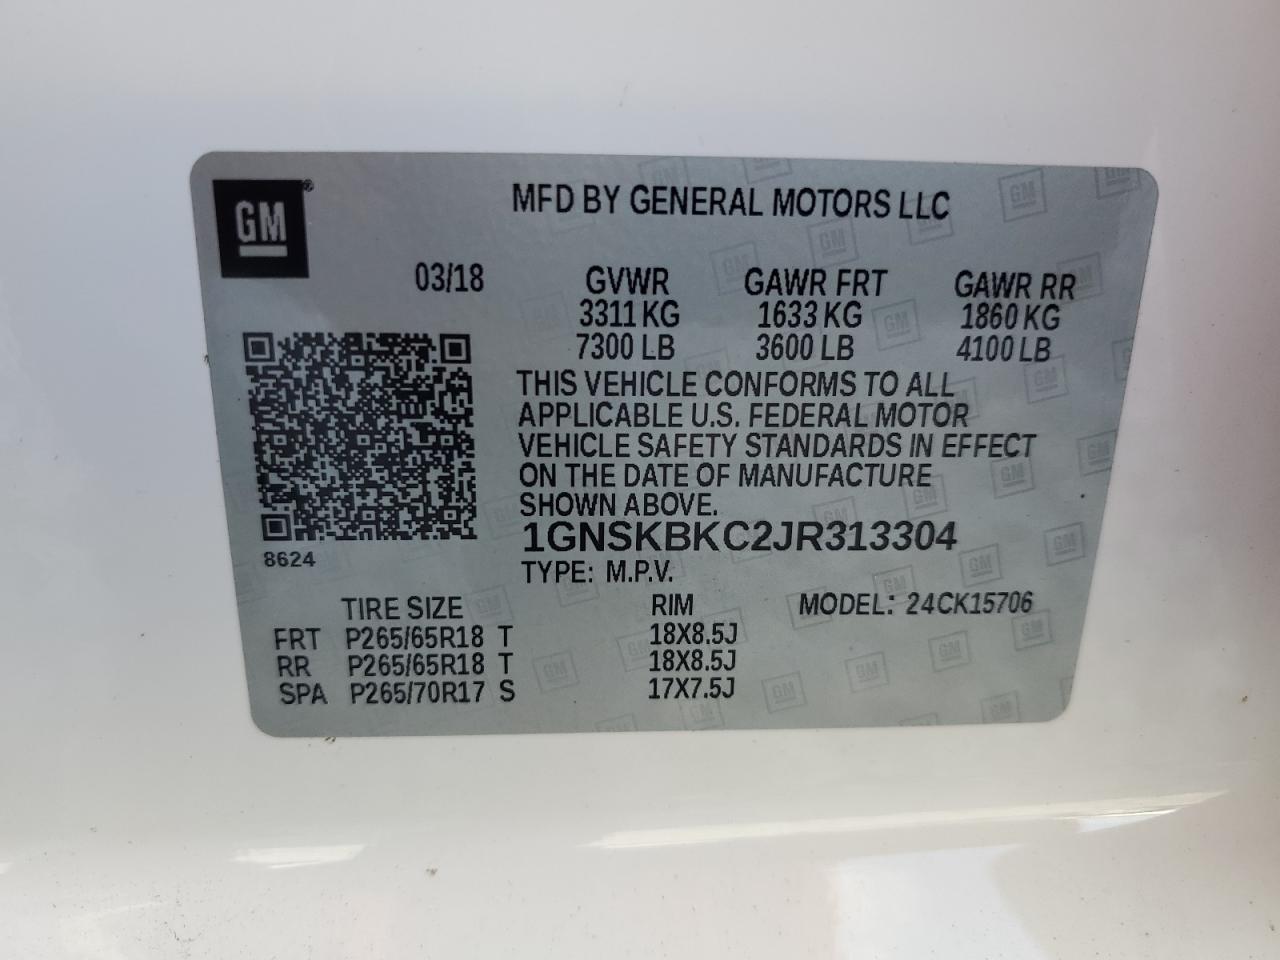 GM®
MFD BY GENERAL MOTORS LLC
03/18 GVWR GAWR FRT GAWR RR
3311 KG 1633 KG 1860 KG
7300 LB 3600 LB 4100 LB
THIS VEHICLE CONFORMS TO ALL
APPLICABLE U.S. FEDERAL MOTOR
VEHICLE SAFETY STANDARDS IN EFFECT
ON THE DATE OF MANUFACTURE
SHOWN ABOVE.
1GNSKBKC2JR313304
8624
TYPE: M.P.V.
TIRE SIZE RIM MODEL: 24CK15706
FRT P265/65R18 T 18X8.5J
RR P265/65R18 T 18X8.5J
SPA P265/70R17 S 17X7.5J